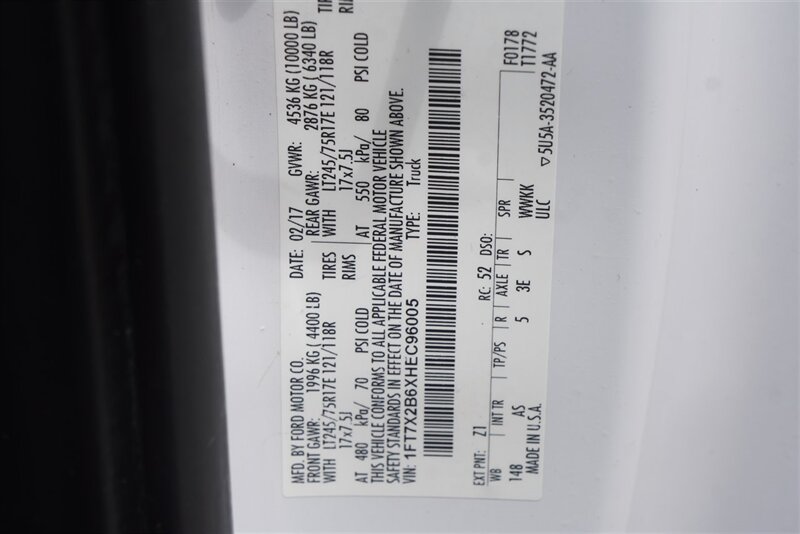 MFD. BY FORD MOTOR CO. DATE: 02/17 GVWR: 4536 KG (10000 LB)
FRONT GAWR: 1996 KG ( 4400 LB) REAR GAWR: 2876 KG ( 6340 LB)
WITH LT245/75R17E 121/118R TIRES WITH LT245/75R17E 121/118R TIR
17x7.5J RIMS 17x7.5J RIMS
AT 480 kPa/ 70 PSI COLD AT 550 kPa/ 80 PSI COLD
THIS VEHICLE CONFORMS TO ALL APPLICABLE FEDERAL MOTOR VEHICLE
SAFETY STANDARDS IN EFFECT ON THE DATE OF MANUFACTURE SHOWN ABOVE.
VIN: 1FT7X2B6XHEC96005 TYPE: Truck
EXT PNT: Z1 RC: 52 DSO: F0178
T1772
WB INT TR TP/PS R AXLE TR SPR
148 AS 5 3E S WWKK
ULC
MADE IN U.S.A. ▽5U5A-3520472-AA